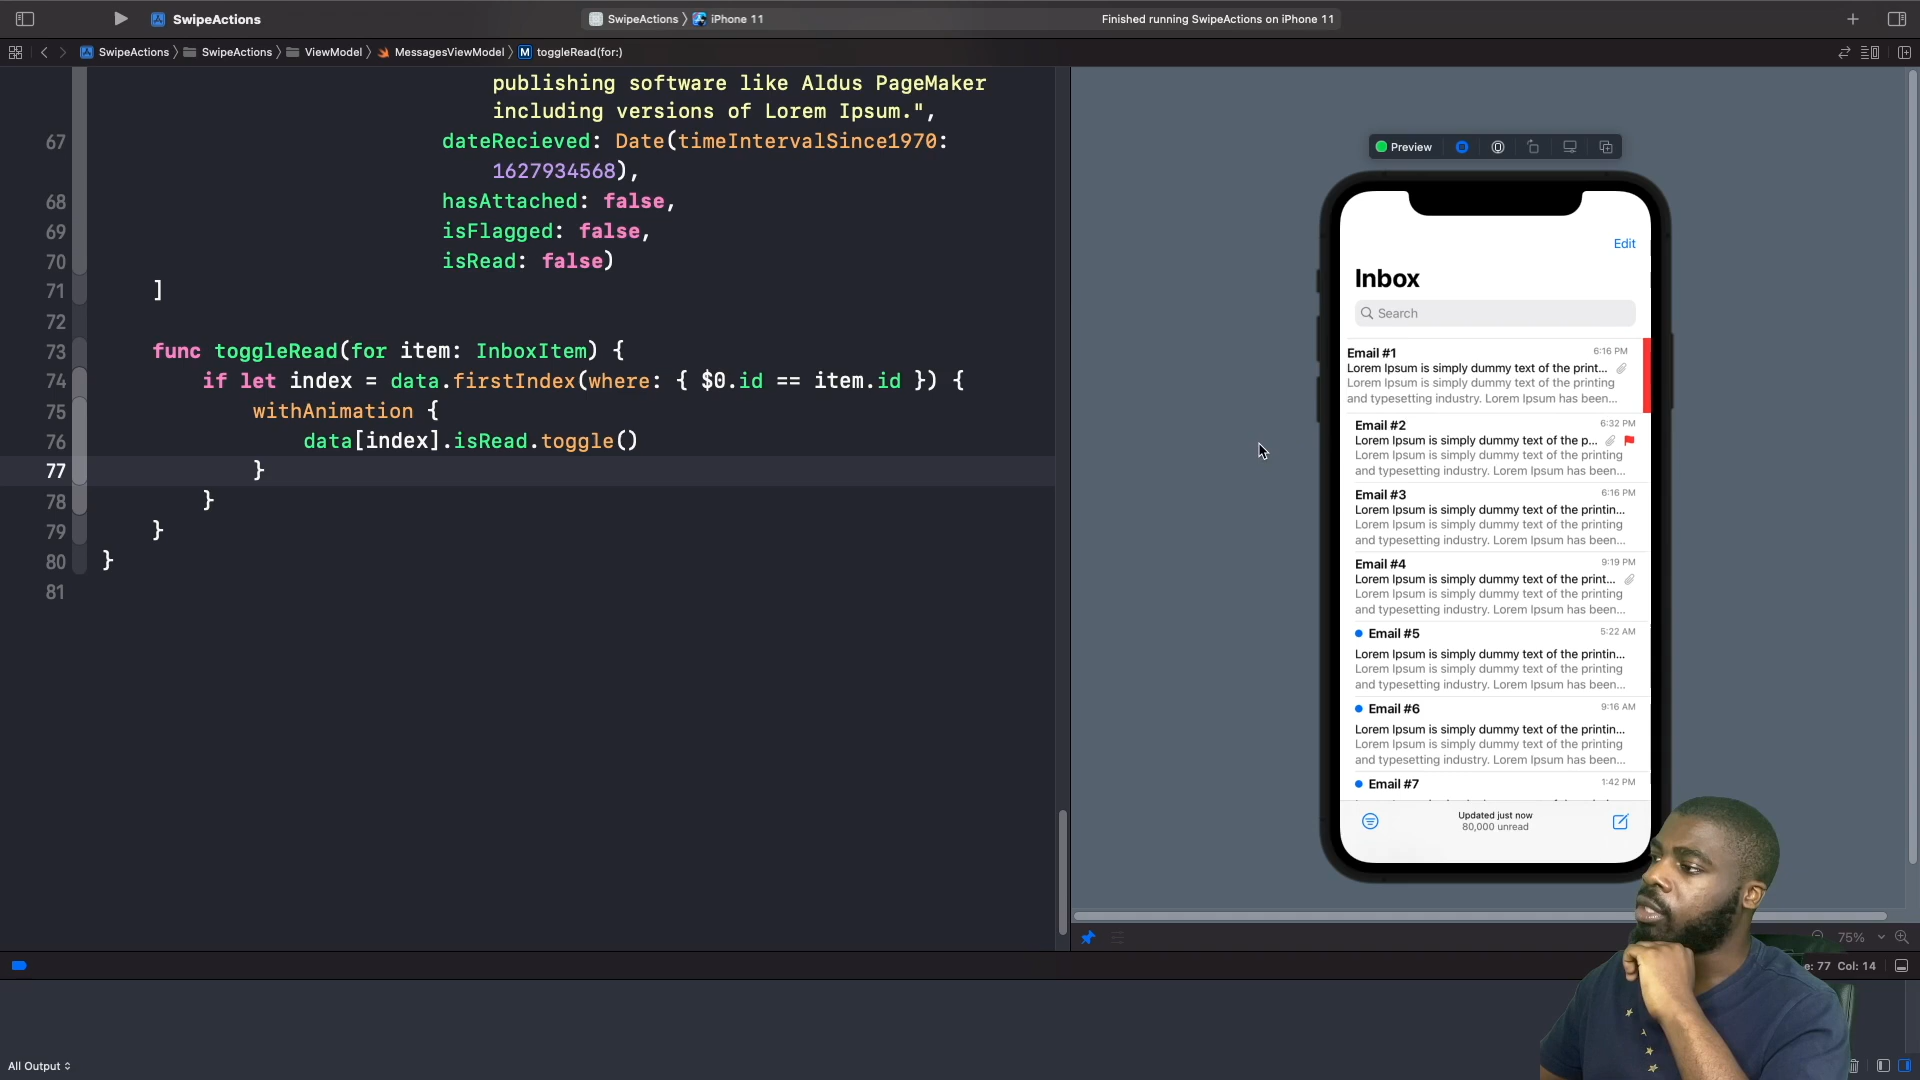 SwipeActions
SwipeActions
iPhone 11
Finished running SwipeActions on iPhone 11
SwipeActions
SwipeActions
ViewModel
MessagesViewModel
M
toggleRead(for:)
publishing software like Aldus PageMaker
including versions of Lorem Ipsum.",
67
dateRecieved: Date(timeIntervalSince1970:
1627934568),
68
hasAttached: false,
69
isFlagged: false,
70
isRead: false)
71
]
72
73
func toggleRead(for item: InboxItem) {
74
if let index = data.firstIndex(where: { $0.id == item.id }) {
75
withAnimation {
76
data[index].isRead.toggle()
77
}
78
}
79
}
80
}
81
Preview
Edit
Inbox
Search
Email #1
6:16 PM
Lorem Ipsum is simply dummy text of the print...
Lorem Ipsum is simply dummy text of the printing
and typesetting industry. Lorem Ipsum has been...
Email #2
6:32 PM
Lorem Ipsum is simply dummy text of the p...
Lorem Ipsum is simply dummy text of the printing
and typesetting industry. Lorem Ipsum has been...
Email #3
6:16 PM
Lorem Ipsum is simply dummy text of the printin...
Lorem Ipsum is simply dummy text of the printing
and typesetting industry. Lorem Ipsum has been...
Email #4
9:19 PM
Lorem Ipsum is simply dummy text of the print...
Lorem Ipsum is simply dummy text of the printing
and typesetting industry. Lorem Ipsum has been...
Email #5
5:22 AM
Lorem Ipsum is simply dummy text of the printin...
Lorem Ipsum is simply dummy text of the printing
and typesetting industry. Lorem Ipsum has been...
Email #6
9:16 AM
Lorem Ipsum is simply dummy text of the printin...
Lorem Ipsum is simply dummy text of the printing
and typesetting industry. Lorem Ipsum has been...
Email #7
1:42 PM
Updated just now
80,000 unread
75%
e: 77 Col: 14
All Output